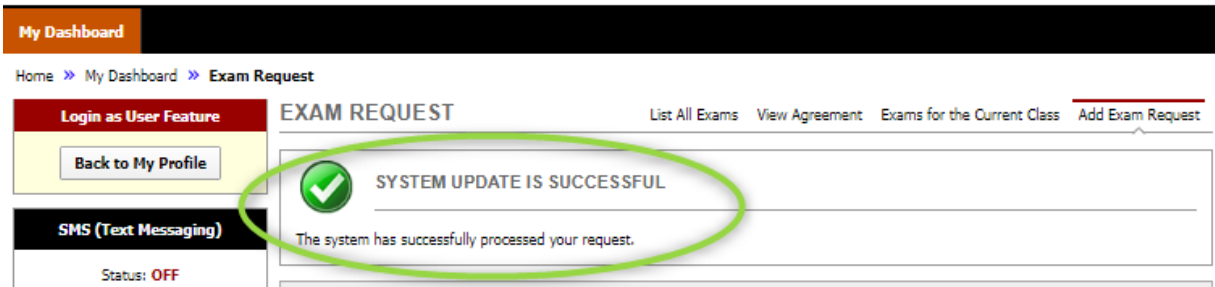 My Dashboard
Home » My Dashboard » Exam Request
Login as User Feature
Back to My Profile
SMS (Text Messaging)
Status: OFF
EXAM REQUEST
List All Exams View Agreement Exams for the Current Class Add Exam Request
SYSTEM UPDATE IS SUCCESSFUL
The system has successfully processed your request.